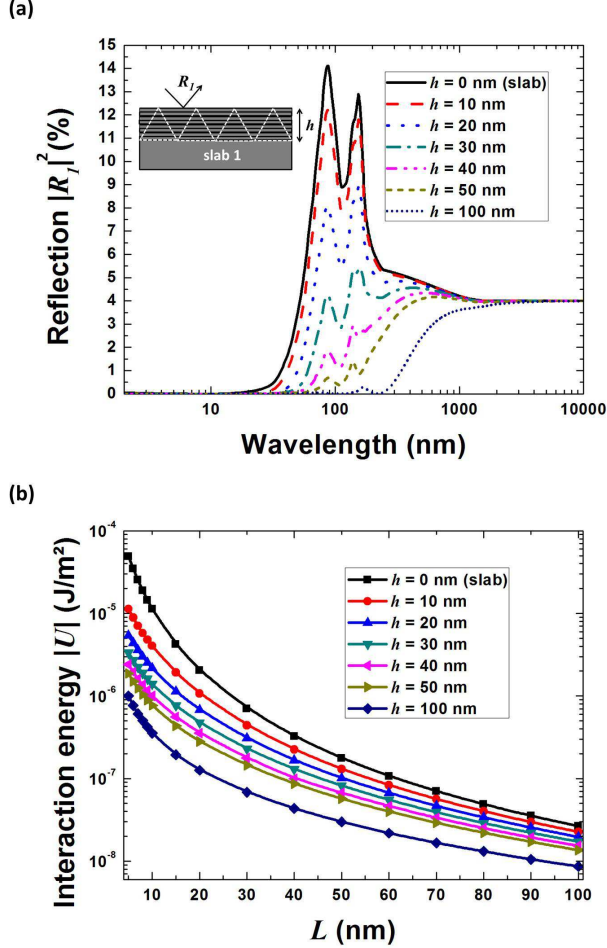 (a)
Reflection |R₁|² (%)
15
14
13
12
11
10
9
8
7
6
5
4
3
2
1
0
R₁
h
slab 1
h = 0 nm (slab)
h = 10 nm
h = 20 nm
h = 30 nm
h = 40 nm
h = 50 nm
h = 100 nm
10
100
1000
10000
Wavelength (nm)
(b)
Interaction energy |U| (J/m²)
10⁻⁴
10⁻⁵
10⁻⁶
10⁻⁷
10⁻⁸
h = 0 nm (slab)
h = 10 nm
h = 20 nm
h = 30 nm
h = 40 nm
h = 50 nm
h = 100 nm
10 20 30 40 50 60 70 80 90 100
L (nm)